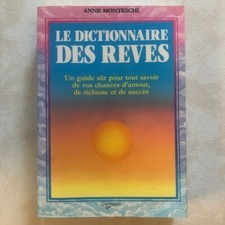 ANNE MONTESCHI
LE DICTIONNAIRE
DES REVES
Un guide sûr pour tout savoir
de vos chances d'amour,
de richesse et de succès